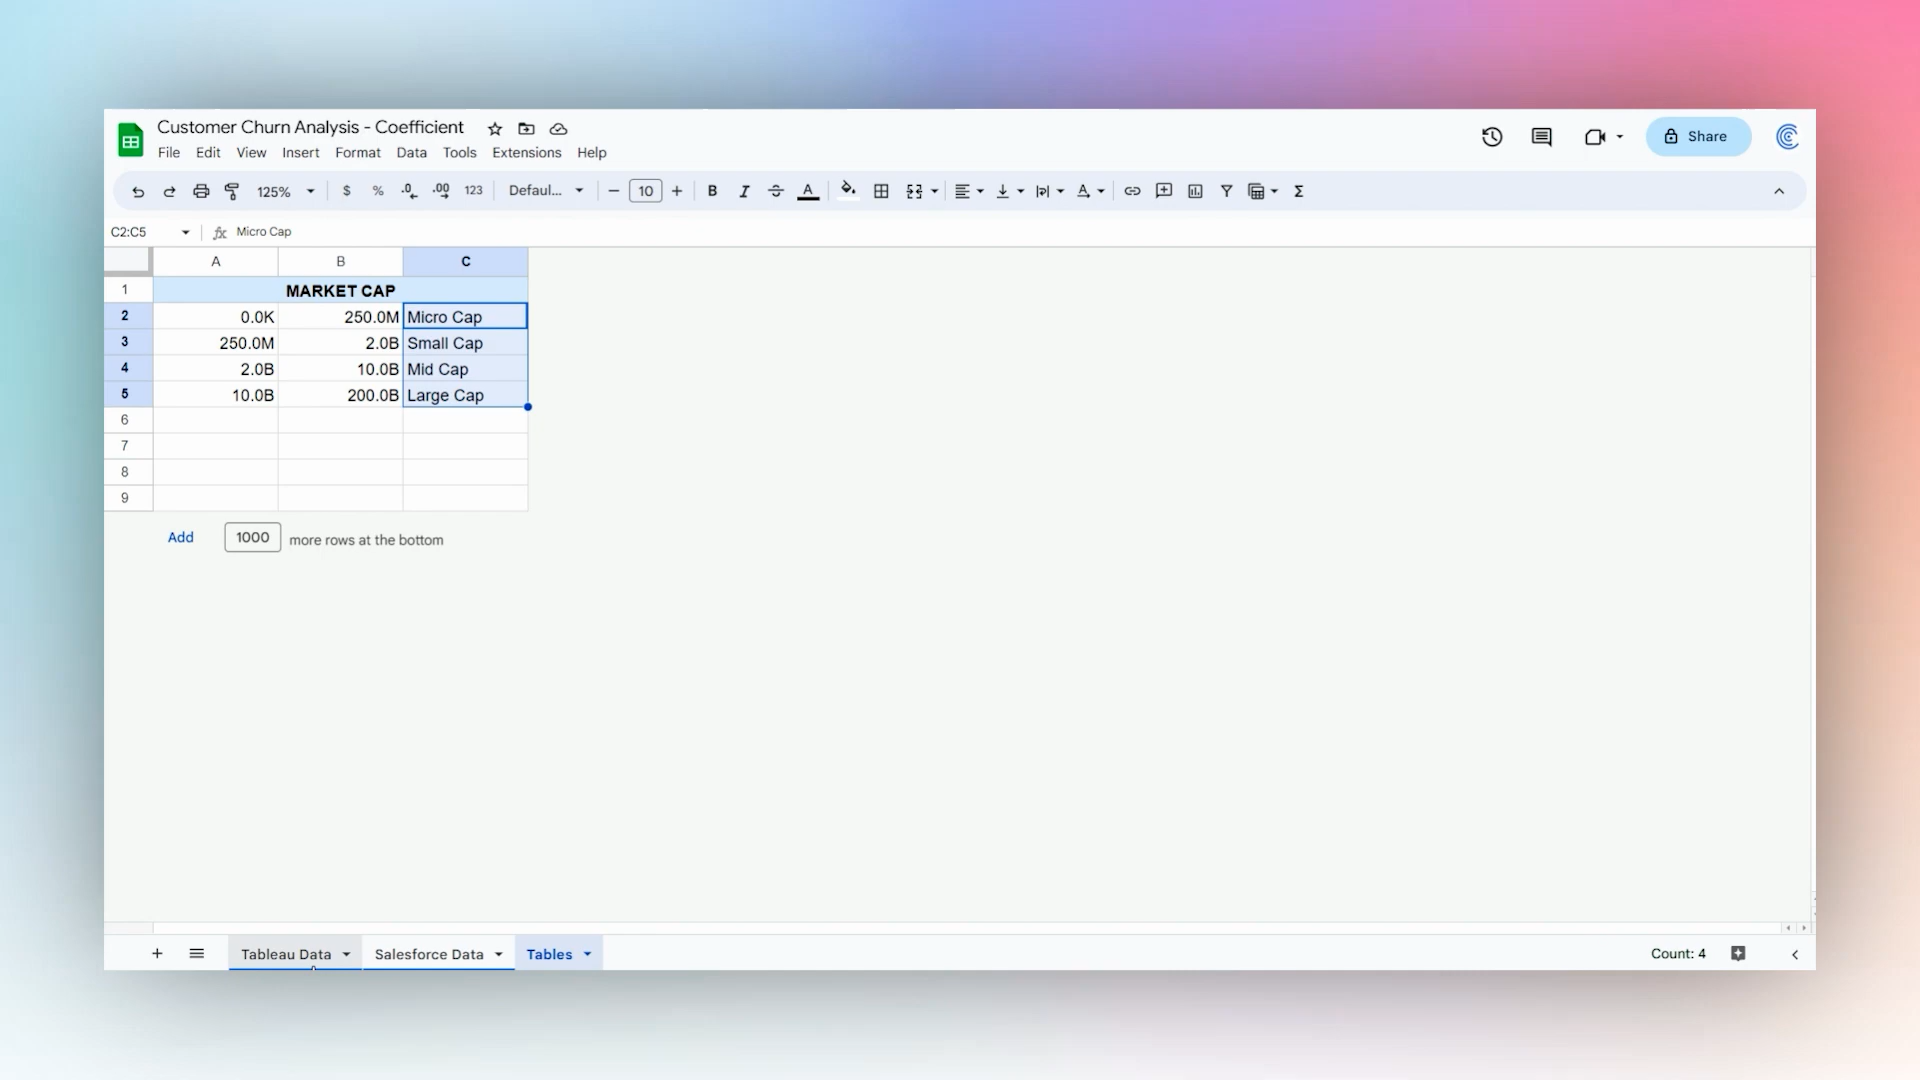 Customer Churn Analysis - Coefficient
File Edit View Insert Format Data Tools Extensions Help
Share
125% $ % .0 .00 123 Defaul... 10 B I A
C2:C5 fx Micro Cap
A B C
1 MARKET CAP
2 0.0K 250.0M Micro Cap
3 250.0M 2.0B Small Cap
4 2.0B 10.0B Mid Cap
5 10.0B 200.0B Large Cap
6
7
8
9
Add 1000 more rows at the bottom
Tableau Data Salesforce Data Tables Count: 4